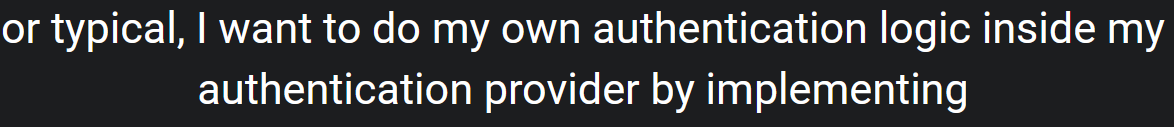 or typical, I want to do my own authentication logic inside my
authentication provider by implementing